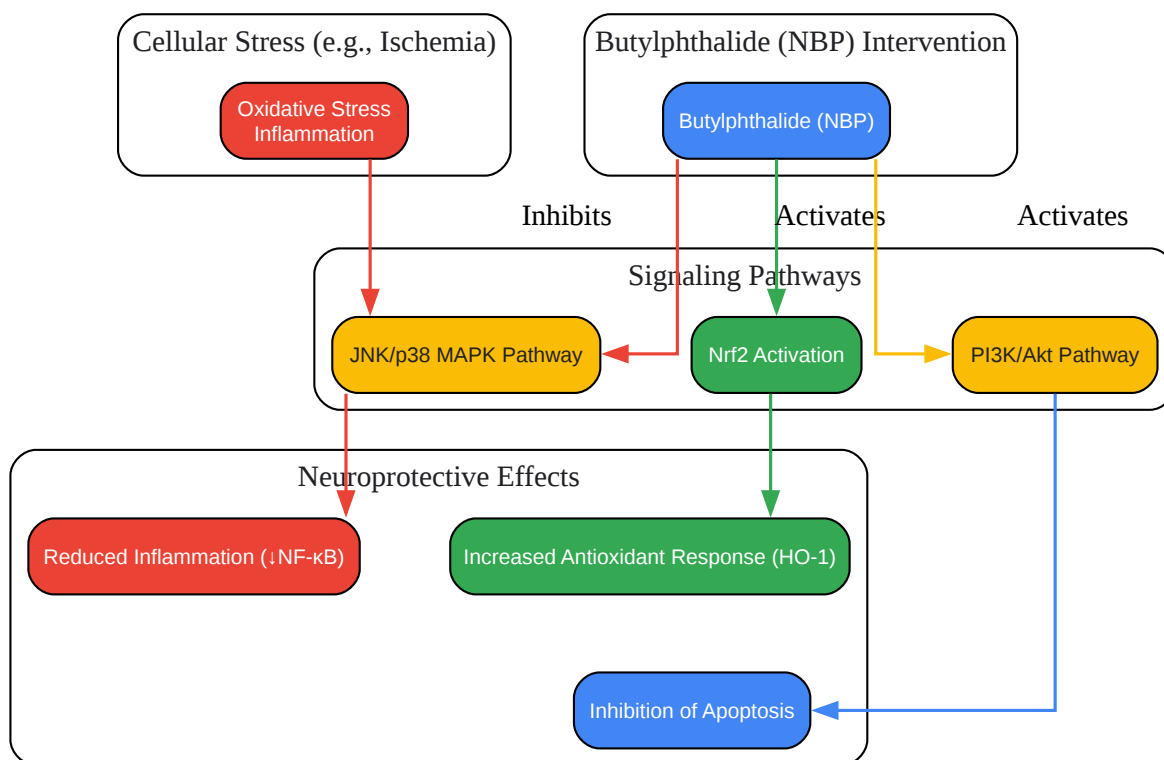 Cellular Stress (e.g., Ischemia)
Butylphthalide (NBP) Intervention
Oxidative Stress
Inflammation
Butylphthalide (NBP)
Inhibits
Activates
Activates
Signaling Pathways
JNK/p38 MAPK Pathway
Nrf2 Activation
PI3K/Akt Pathway
Neuroprotective Effects
Reduced Inflammation (↓NF-κB)
Increased Antioxidant Response (HO-1)
Inhibition of Apoptosis